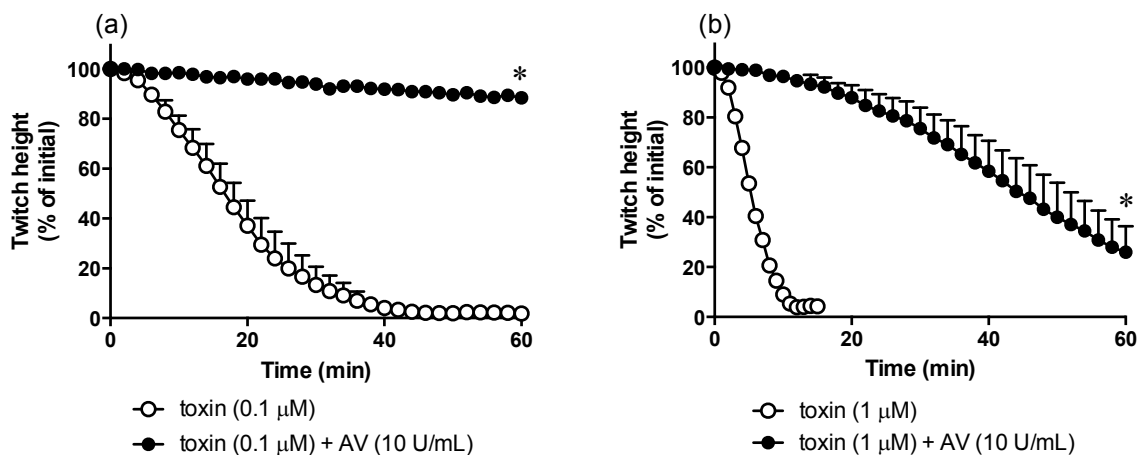 (a)
Twitch height
(% of initial)
100
80
60
40
20
0
*
0 20 40 60
Time (min)
toxin (0.1 μM)
toxin (0.1 μM) + AV (10 U/mL)
(b)
Twitch height
(% of initial)
100
80
60
40
20
0
*
0 20 40 60
Time (min)
toxin (1 μM)
toxin (1 μM) + AV (10 U/mL)